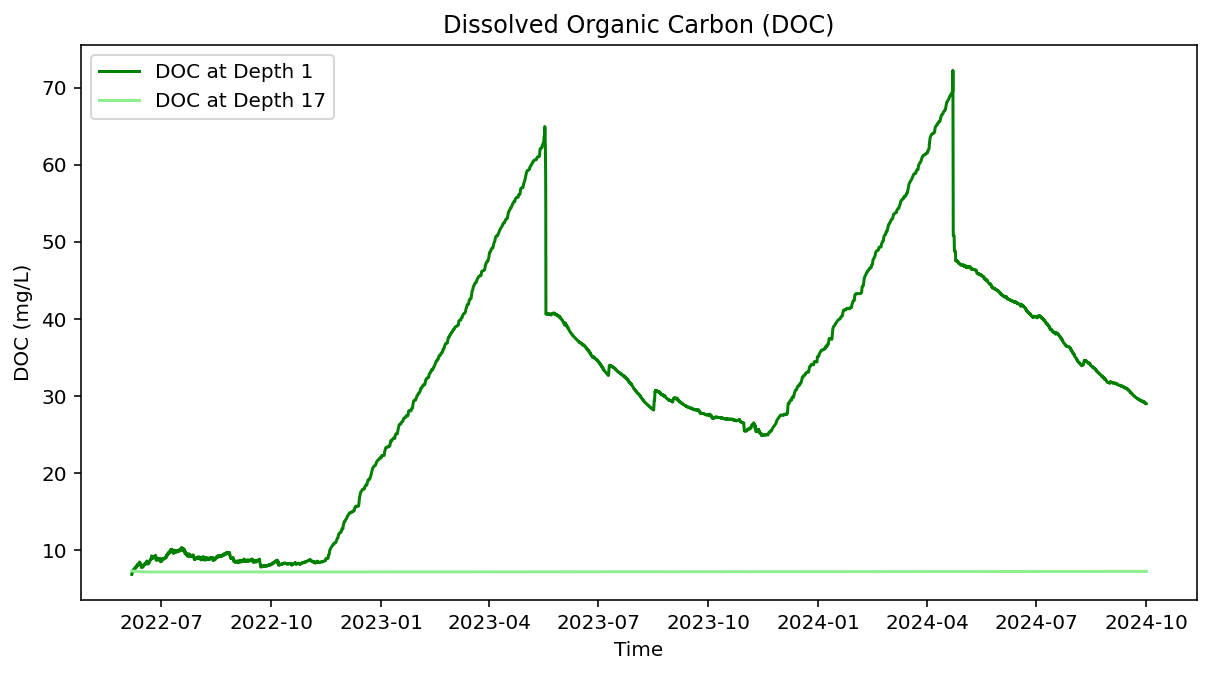 Dissolved Organic Carbon (DOC)
DOC at Depth 1
DOC at Depth 17
DOC (mg/L)
70
60
50
40
30
20
10
2022-07 2022-10 2023-01 2023-04 2023-07 2023-10 2024-01 2024-04 2024-07 2024-10
Time